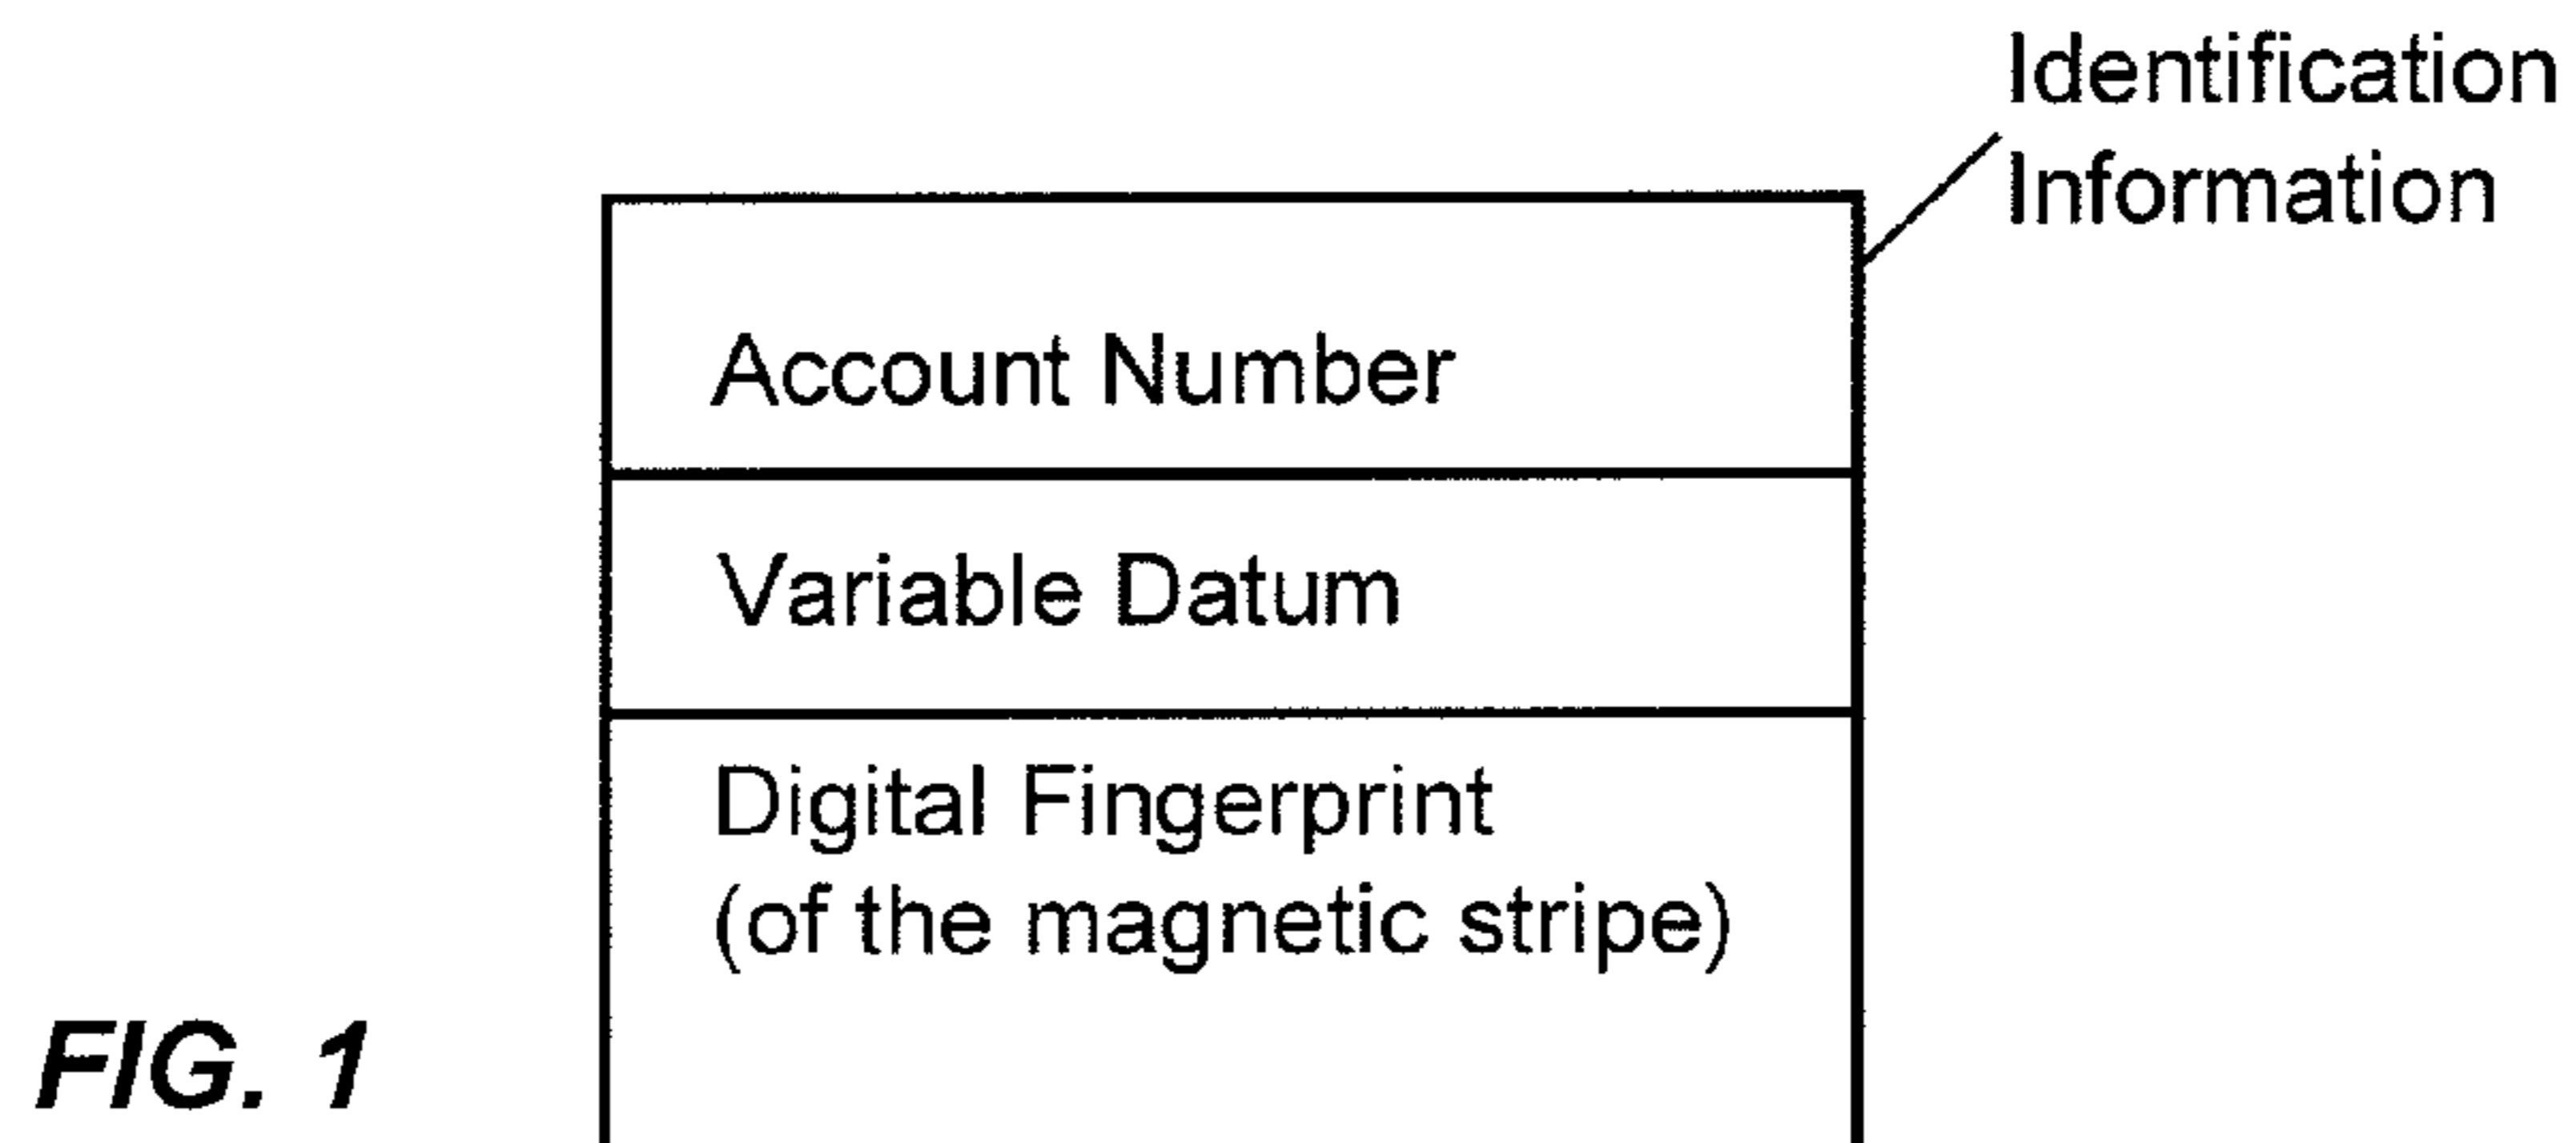 Identification
Information
Account Number
Variable Datum
Digital Fingerprint
(of the magnetic stripe)
FIG. 1